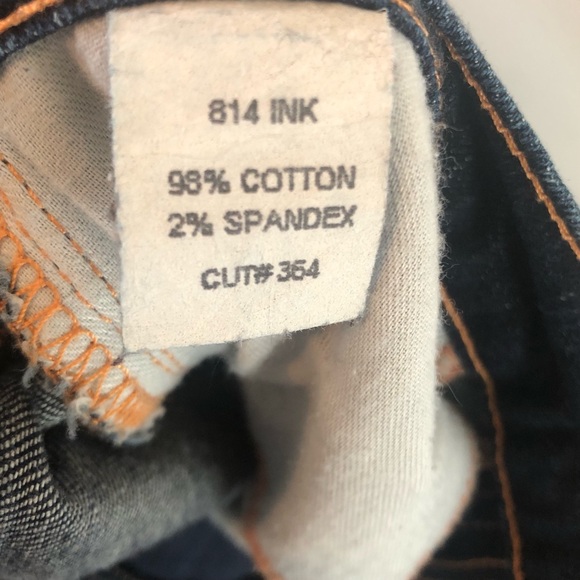 814 INK
98% COTTON
2% SPANDEX
CUT# 364